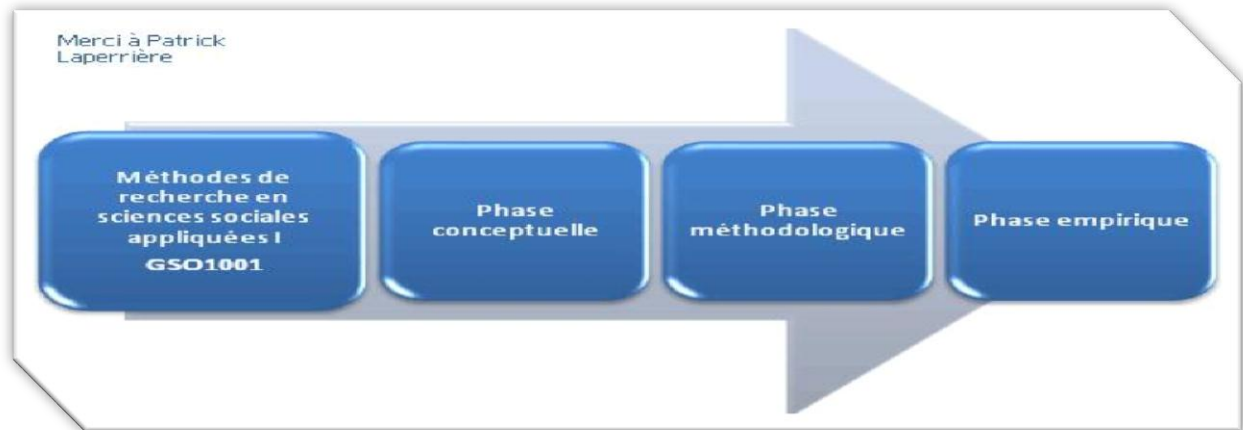 Merci à Patrick
Laperrière
Méthodes de
recherche en
sciences sociales
appliquées I
GSO1001
Phase
conceptuelle
Phase
méthodologique
Phase empirique